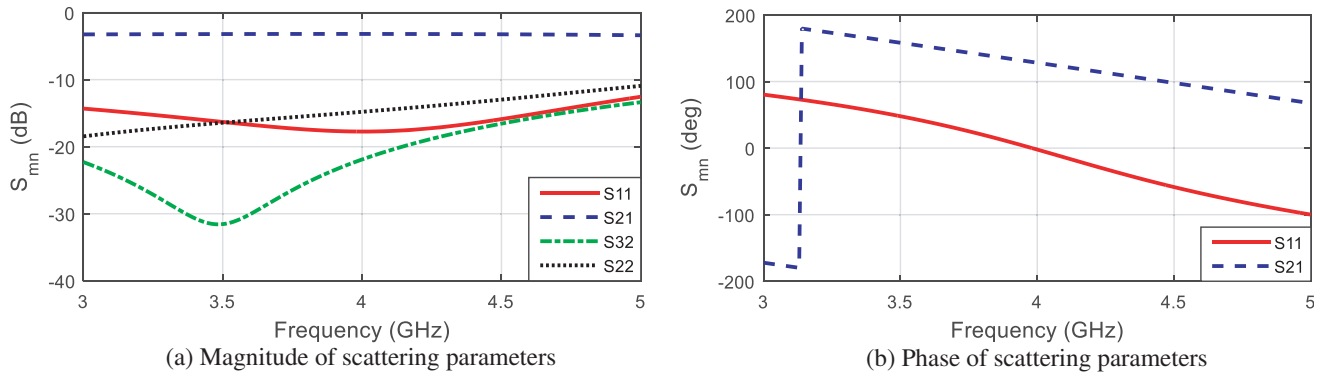 0
-10
-20
-30
-40
3
3.5
4
4.5
5
S_mn (dB)
Frequency (GHz)
S11
S21
S32
S22
(a) Magnitude of scattering parameters
200
100
0
-100
-200
3
3.5
4
4.5
5
S_mn (deg)
Frequency (GHz)
S11
S21
(b) Phase of scattering parameters